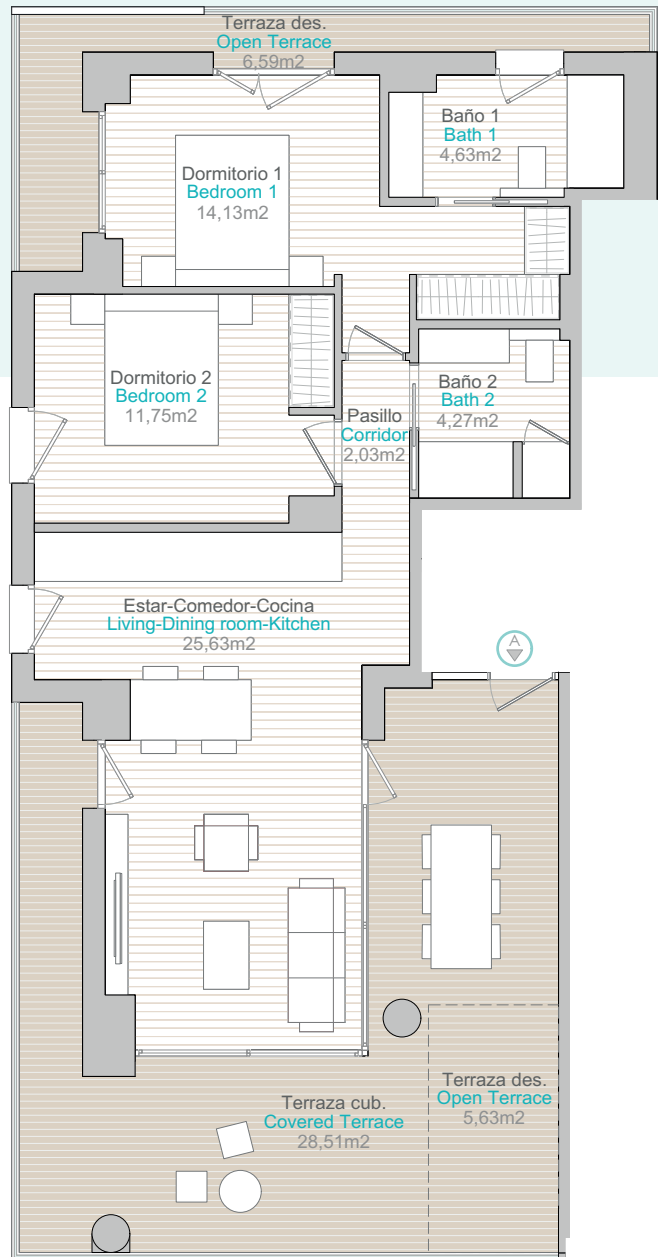 Terraza des.
Open Terrace
6,59m2
Baño 1
Bath 1
4,63m2
Dormitorio 1
Bedroom 1
14,13m2
Dormitorio 2
Bedroom 2
11,75m2
Baño 2
Bath 2
4,27m2
Pasillo
Corridor
2,03m2
Estar-Comedor-Cocina
Living-Dining room-Kitchen
25,63m2
A
Terraza des.
Open Terrace
5,63m2
Terraza cub.
Covered Terrace
28,51m2